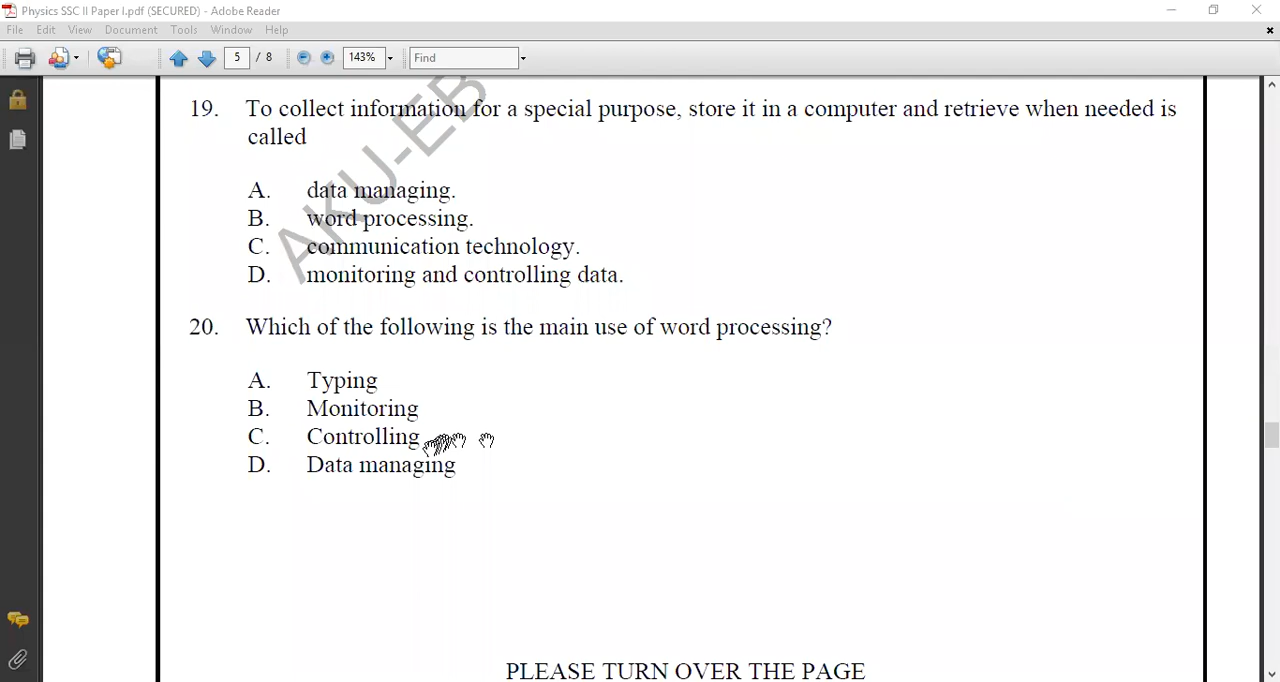 Physics SSC II Paper I.pdf (SECURED) - Adobe Reader
File Edit View Document Tools Window Help
5 / 8 143% Find
19. To collect information for a special purpose, store it in a computer and retrieve when needed is
called
A. data managing.
B. word processing.
C. communication technology.
D. monitoring and controlling data.
AKU-EB
20. Which of the following is the main use of word processing?
A. Typing
B. Monitoring
C. Controlling
D. Data managing
PLEASE TURN OVER THE PAGE